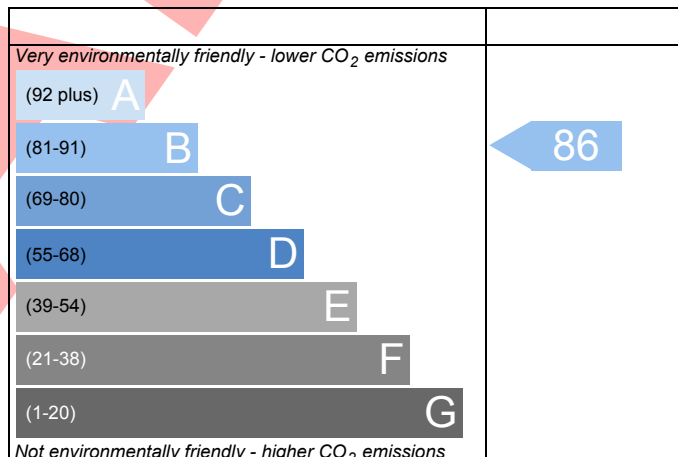 Very environmentally friendly - lower CO2 emissions
(92 plus) A
(81-91) B
86
(69-80) C
(55-68) D
(39-54) E
(21-38) F
(1-20) G
Not environmentally friendly - higher CO2 emissions